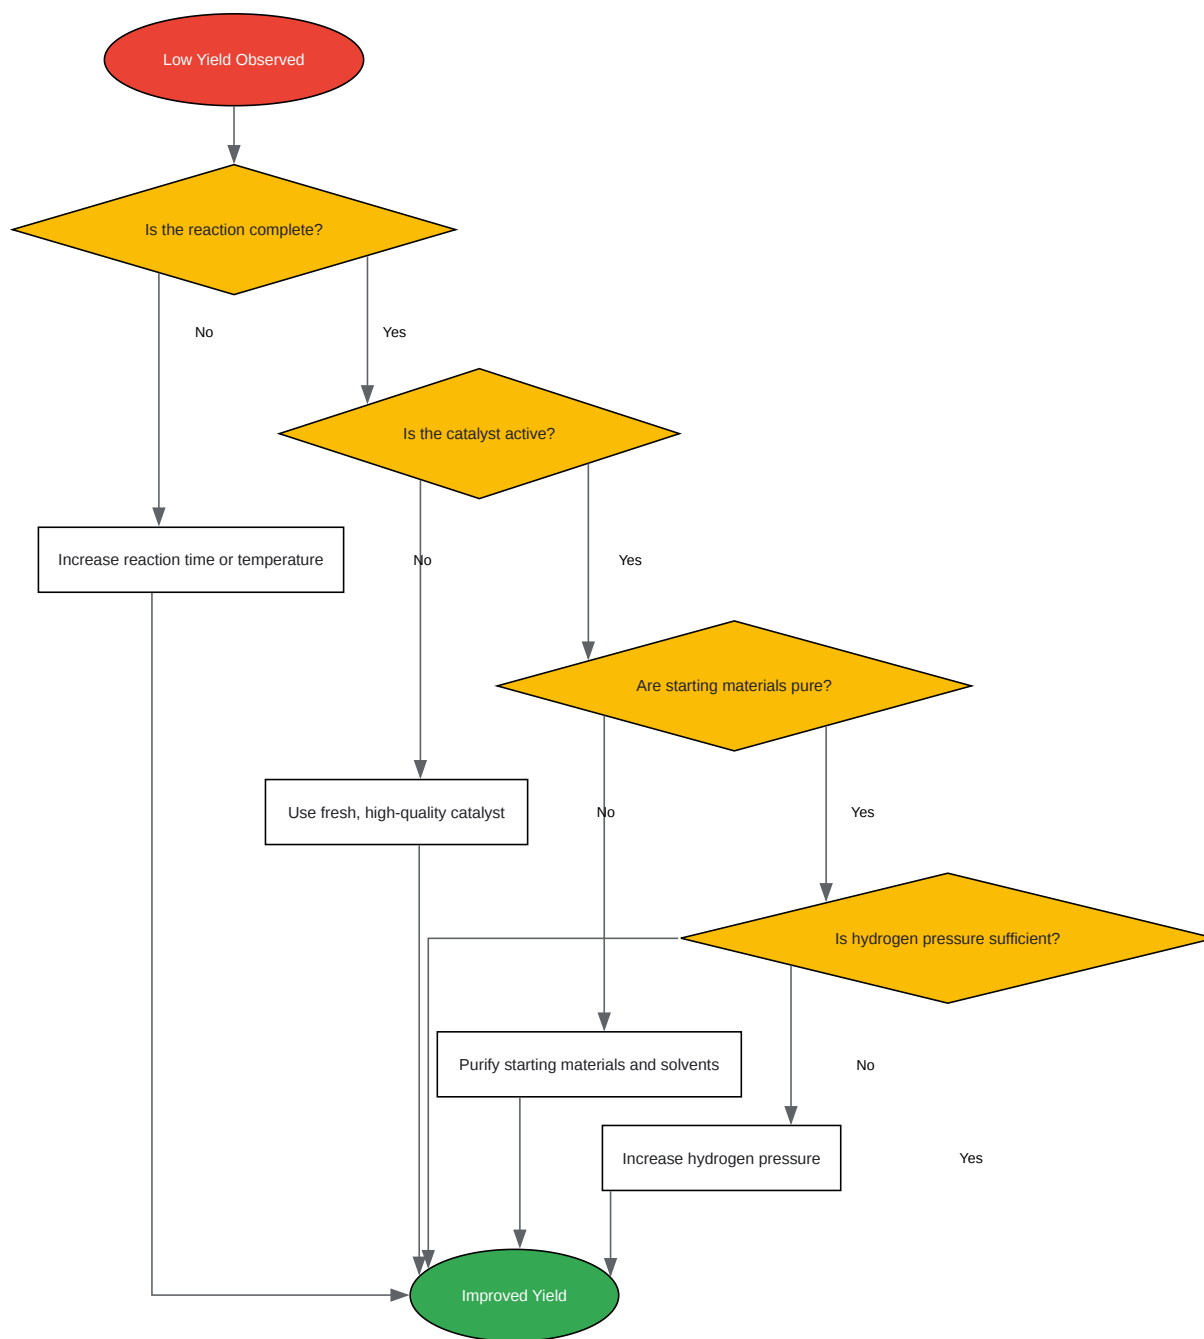 Low Yield Observed
Is the reaction complete?
No
Yes
Is the catalyst active?
Increase reaction time or temperature
No
Yes
Are starting materials pure?
Use fresh, high-quality catalyst
No
Yes
Is hydrogen pressure sufficient?
Purify starting materials and solvents
No
Increase hydrogen pressure
Yes
Improved Yield